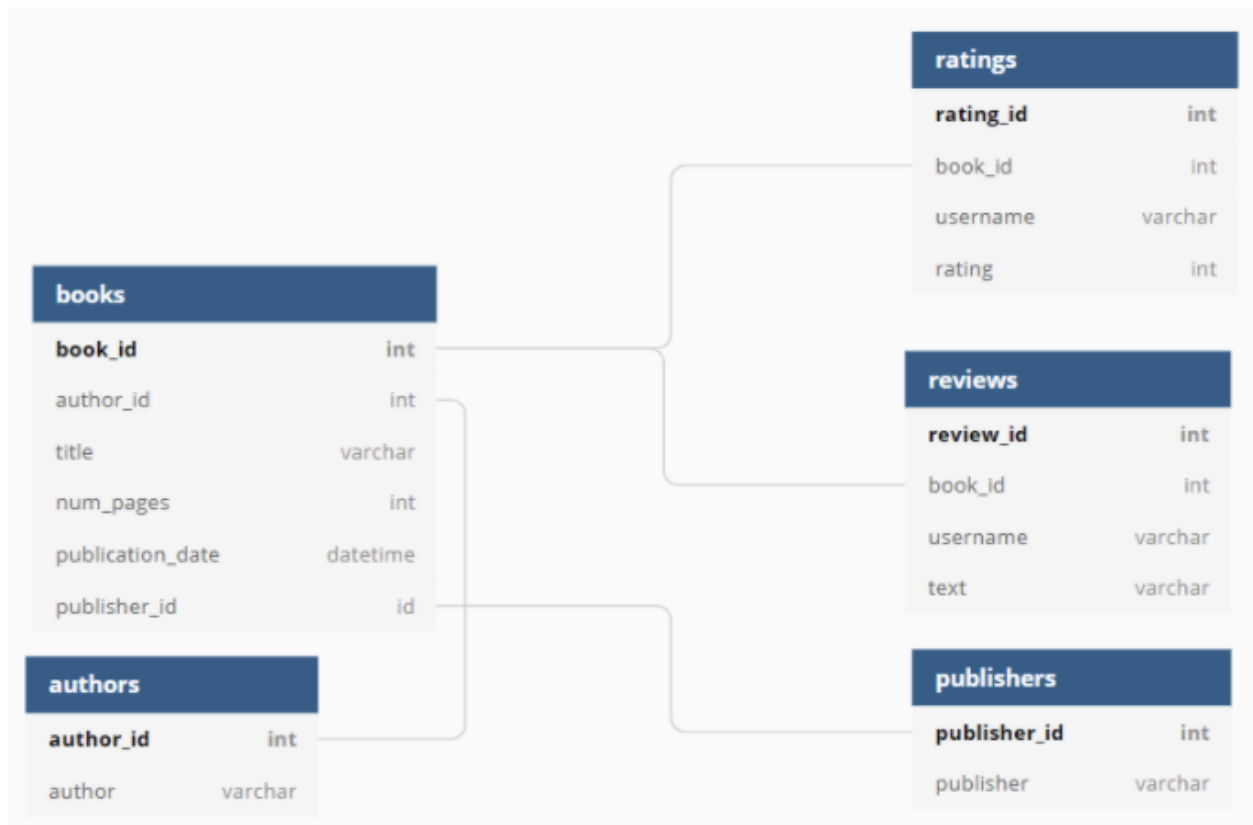 books
book_id int
author_id int
title varchar
num_pages int
publication_date datetime
publisher_id id
authors
author_id int
author varchar
ratings
rating_id int
book_id int
username varchar
rating int
reviews
review_id int
book_id int
username varchar
text varchar
publishers
publisher_id int
publisher varchar